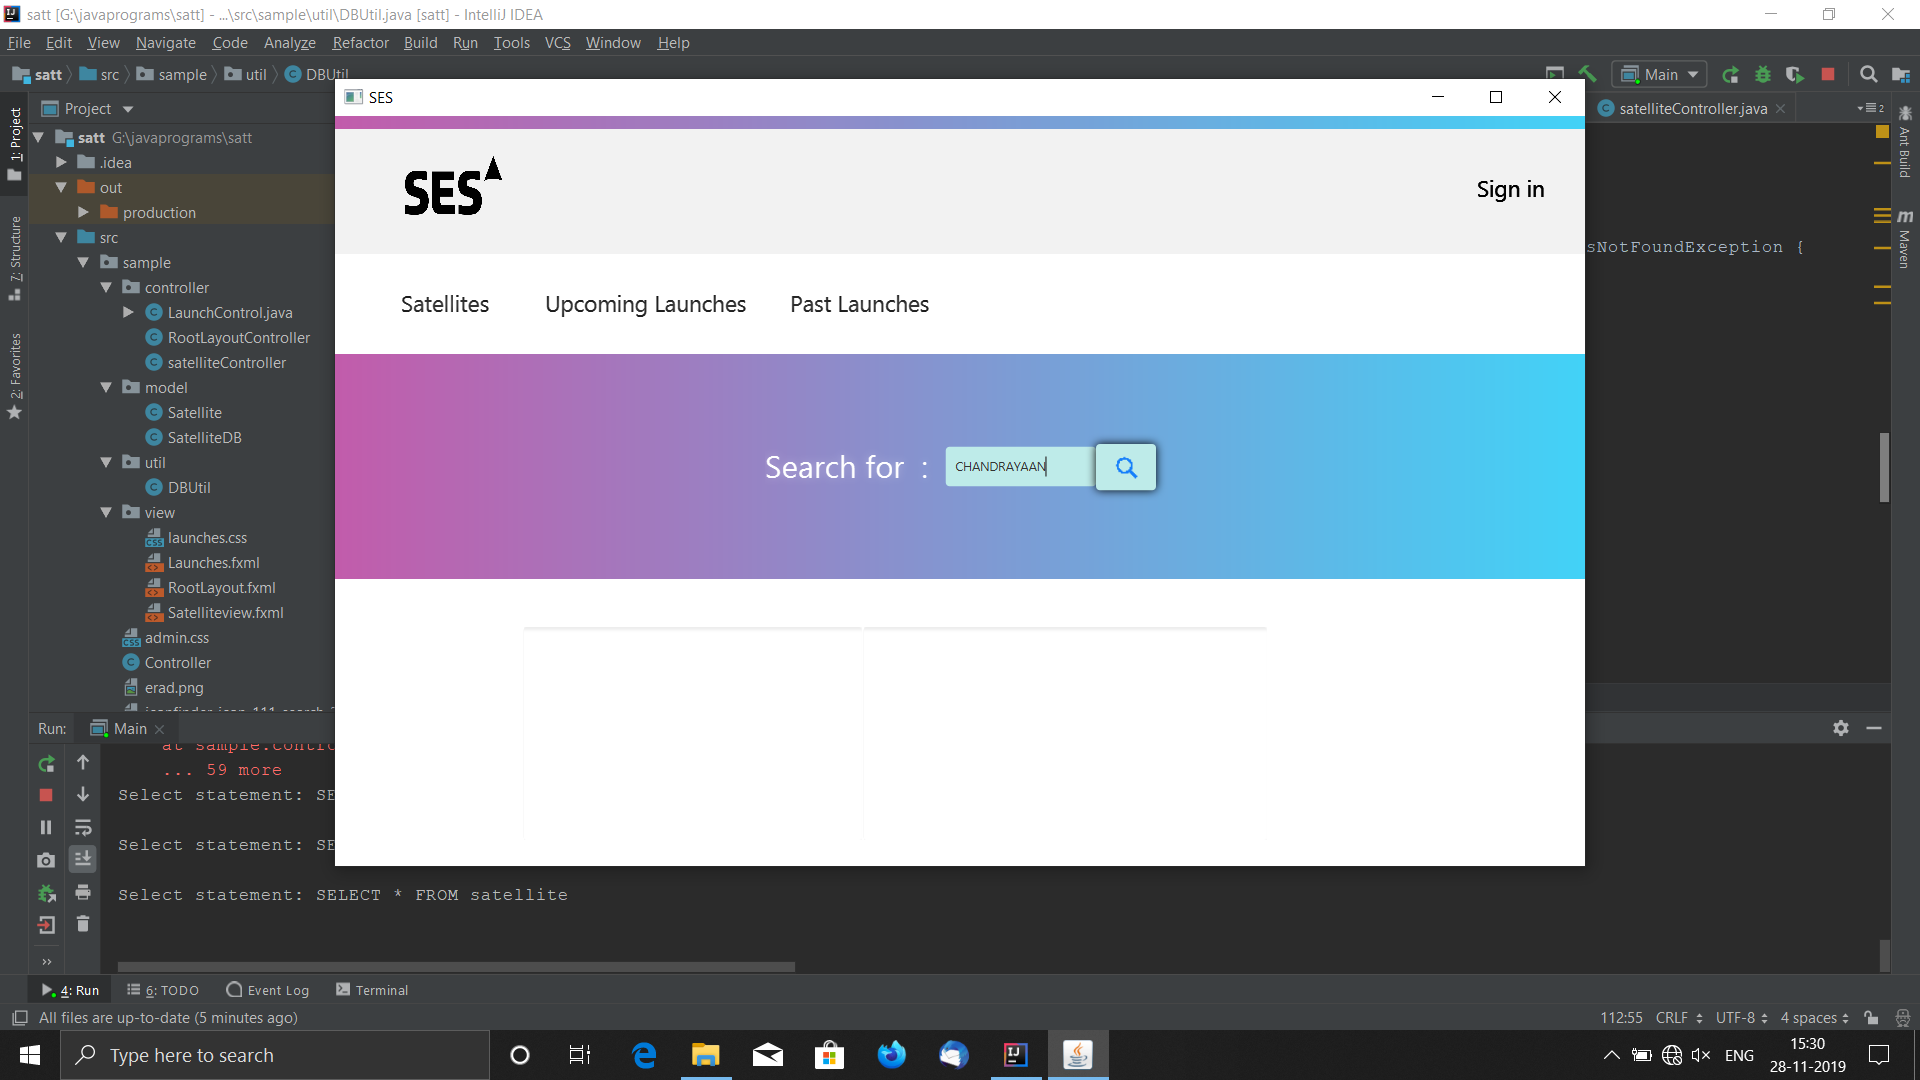 satt [G:\javaprograms\satt] - ...\src\sample\util\DBUtil.java [satt] - IntelliJ IDEA
File Edit View Navigate Code Analyze Refactor Build Run Tools VCS Window Help
satt src sample util DBUtil
Main
Project
SES
satelliteController.java
2
1: Project
satt G:\javaprograms\satt
.idea
out
production
src
sample
controller
LaunchControl.java
RootLayoutController
satelliteController
model
Satellite
SatelliteDB
util
DBUtil
view
launches.css
Launches.fxml
RootLayout.fxml
Satelliteview.fxml
admin.css
Controller
erad.png
7: Structure
2: Favorites
SES
Sign in
Satellites Upcoming Launches Past Launches
Search for :
CHANDRAYAAN
sNotFoundException {
Ant Build
m
Maven
Run: Main
at sample.contro
... 59 more
Select statement: SE
Select statement: SE
Select statement: SELECT * FROM satellite
4: Run 6: TODO Event Log Terminal
All files are up-to-date (5 minutes ago)
112:55 CRLF UTF-8 4 spaces
Type here to search
ENG
15:30
28-11-2019